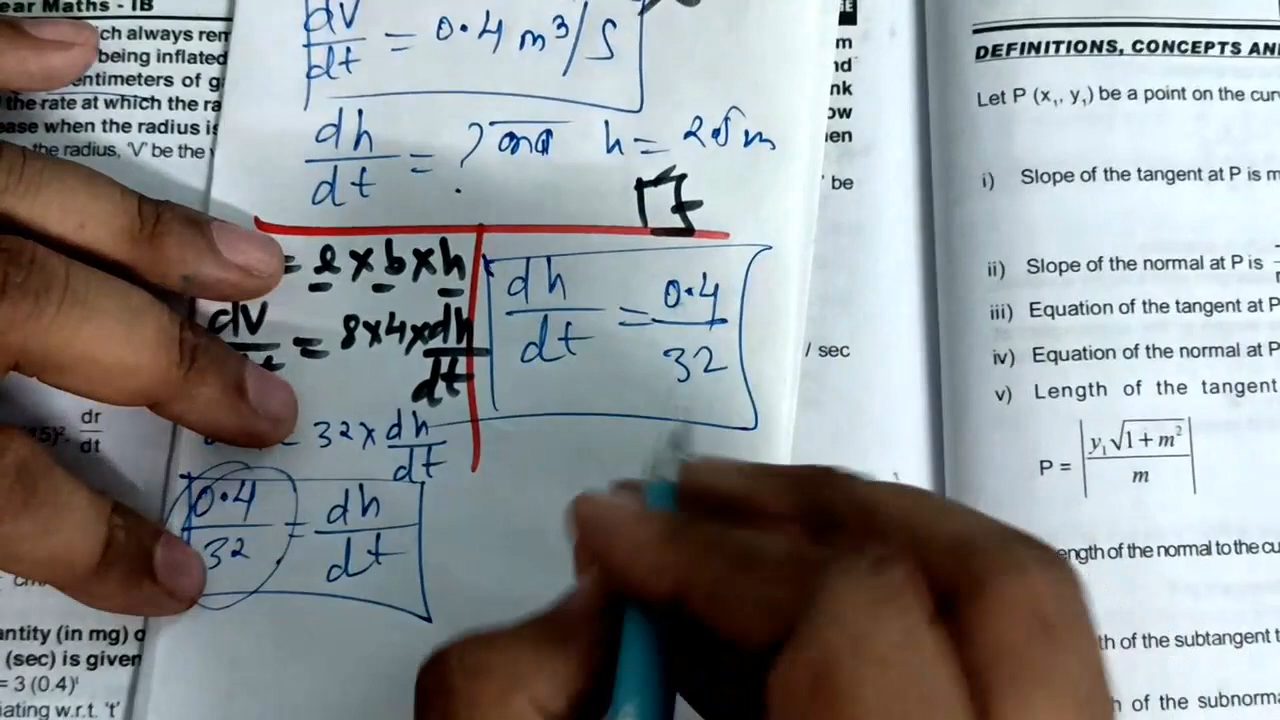 ear Maths - IB
ch always rem
being inflated
entimeters of g
the rate at which the ra
ease when the radius is
the radius, 'V' be the
dr
dt
antity (in mg) o
(sec) is given
= 3 (0.4)ᵗ
iating w.r.t. 't'
dV/dt = 0.4 m³/S
dh/dt = ? and h = 2.5 m
= l × b × h
dV = 8×4×dh/dt
32 × dh/dt
0.4/32 = dh/dt
dh/dt = 0.4/32
m
nd
nk
ow
en
' be
/ sec
DEFINITIONS, CONCEPTS AN
Let P (x₁, y₁) be a point on the cur
i) Slope of the tangent at P is m
ii) Slope of the normal at P is
iii) Equation of the tangent at P
iv) Equation of the normal at P
v) Length of the tangent
P = |y₁√1+m²/m|
ength of the normal to the cu
th of the subtangent t
h of the subnorma